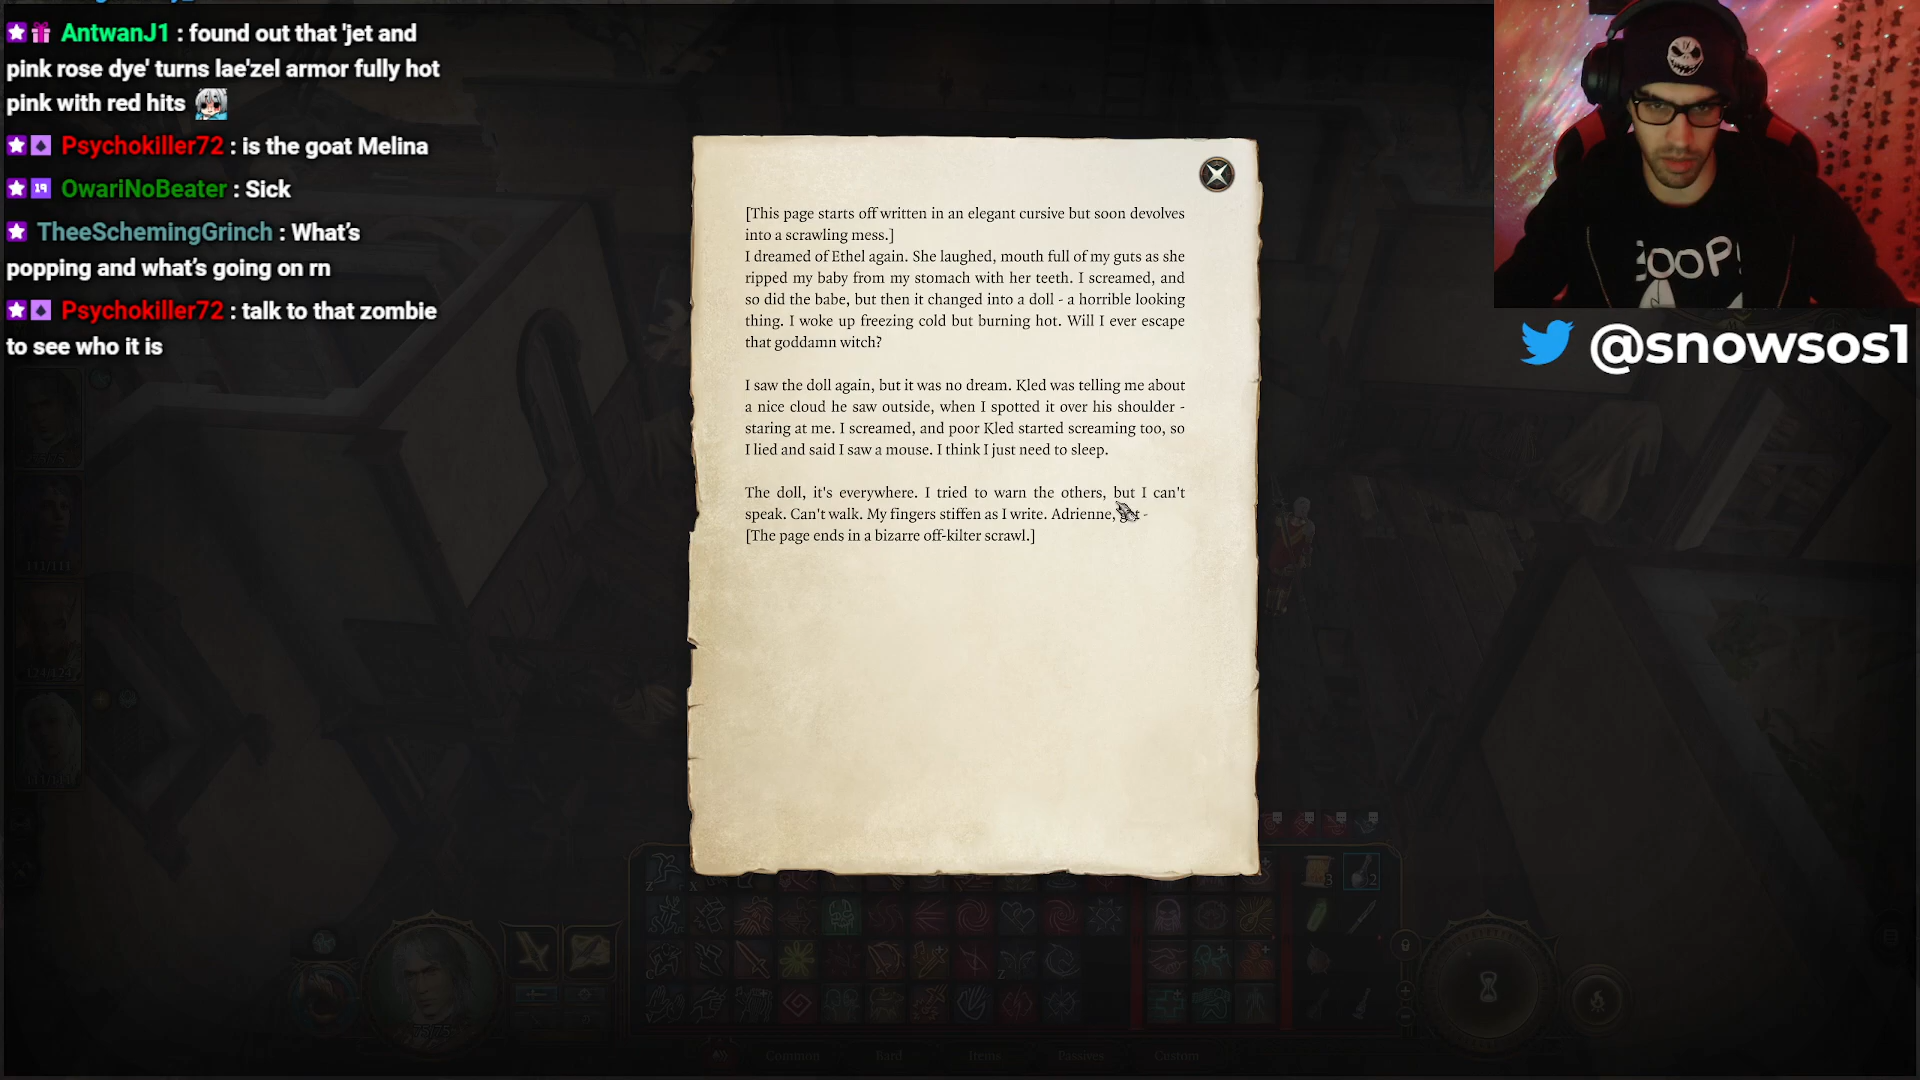 AntwanJ1 : found out that 'jet and
pink rose dye' turns lae'zel armor fully hot
pink with red hits
Psychokiller72 : is the goat Melina
19 OwariNoBeater : Sick
TheeSchemingGrinch : What's
popping and what's going on rn
Psychokiller72 : talk to that zombie
to see who it is
[This page starts off written in an elegant cursive but soon devolves
into a scrawling mess.]
I dreamed of Ethel again. She laughed, mouth full of my guts as she
ripped my baby from my stomach with her teeth. I screamed, and
so did the babe, but then it changed into a doll - a horrible looking
thing. I woke up freezing cold but burning hot. Will I ever escape
that goddamn witch?
I saw the doll again, but it was no dream. Kled was telling me about
a nice cloud he saw outside, when I spotted it over his shoulder -
staring at me. I screamed, and poor Kled started screaming too, so
I lied and said I saw a mouse. I think I just need to sleep.
The doll, it's everywhere. I tried to warn the others, but I can't
speak. Can't walk. My fingers stiffen as I write. Adrienne, -
[The page ends in a bizarre off-kilter scrawl.]
@snowsos1
Common
Bard
Items
Passives
Custom